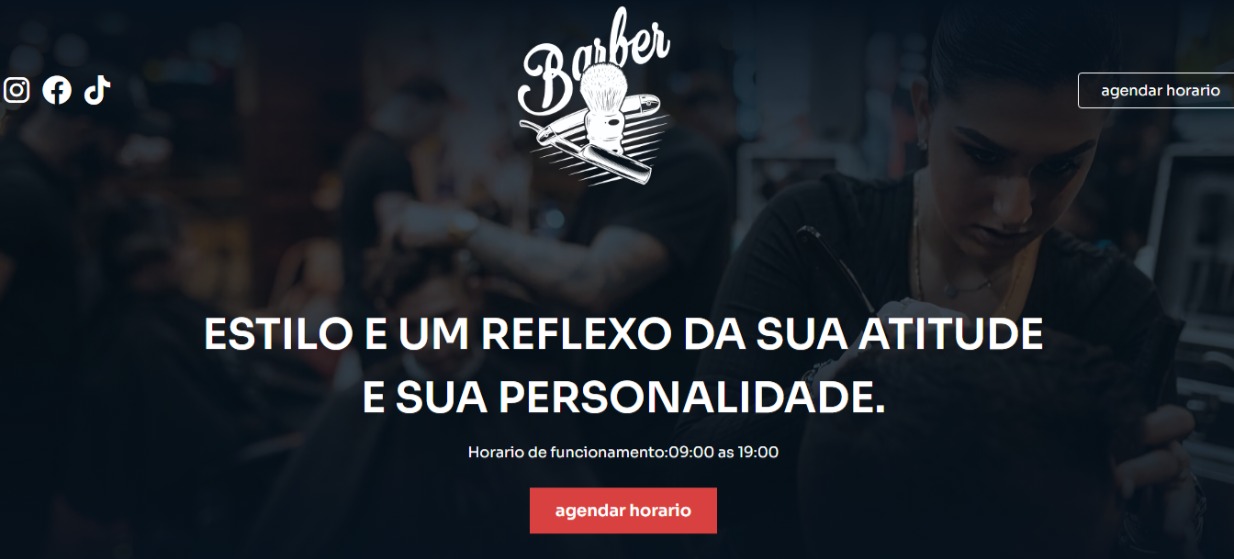 Barber
agendar horario
ESTILO E UM REFLEXO DA SUA ATITUDE
E SUA PERSONALIDADE.
Horario de funcionamento:09:00 as 19:00
agendar horario